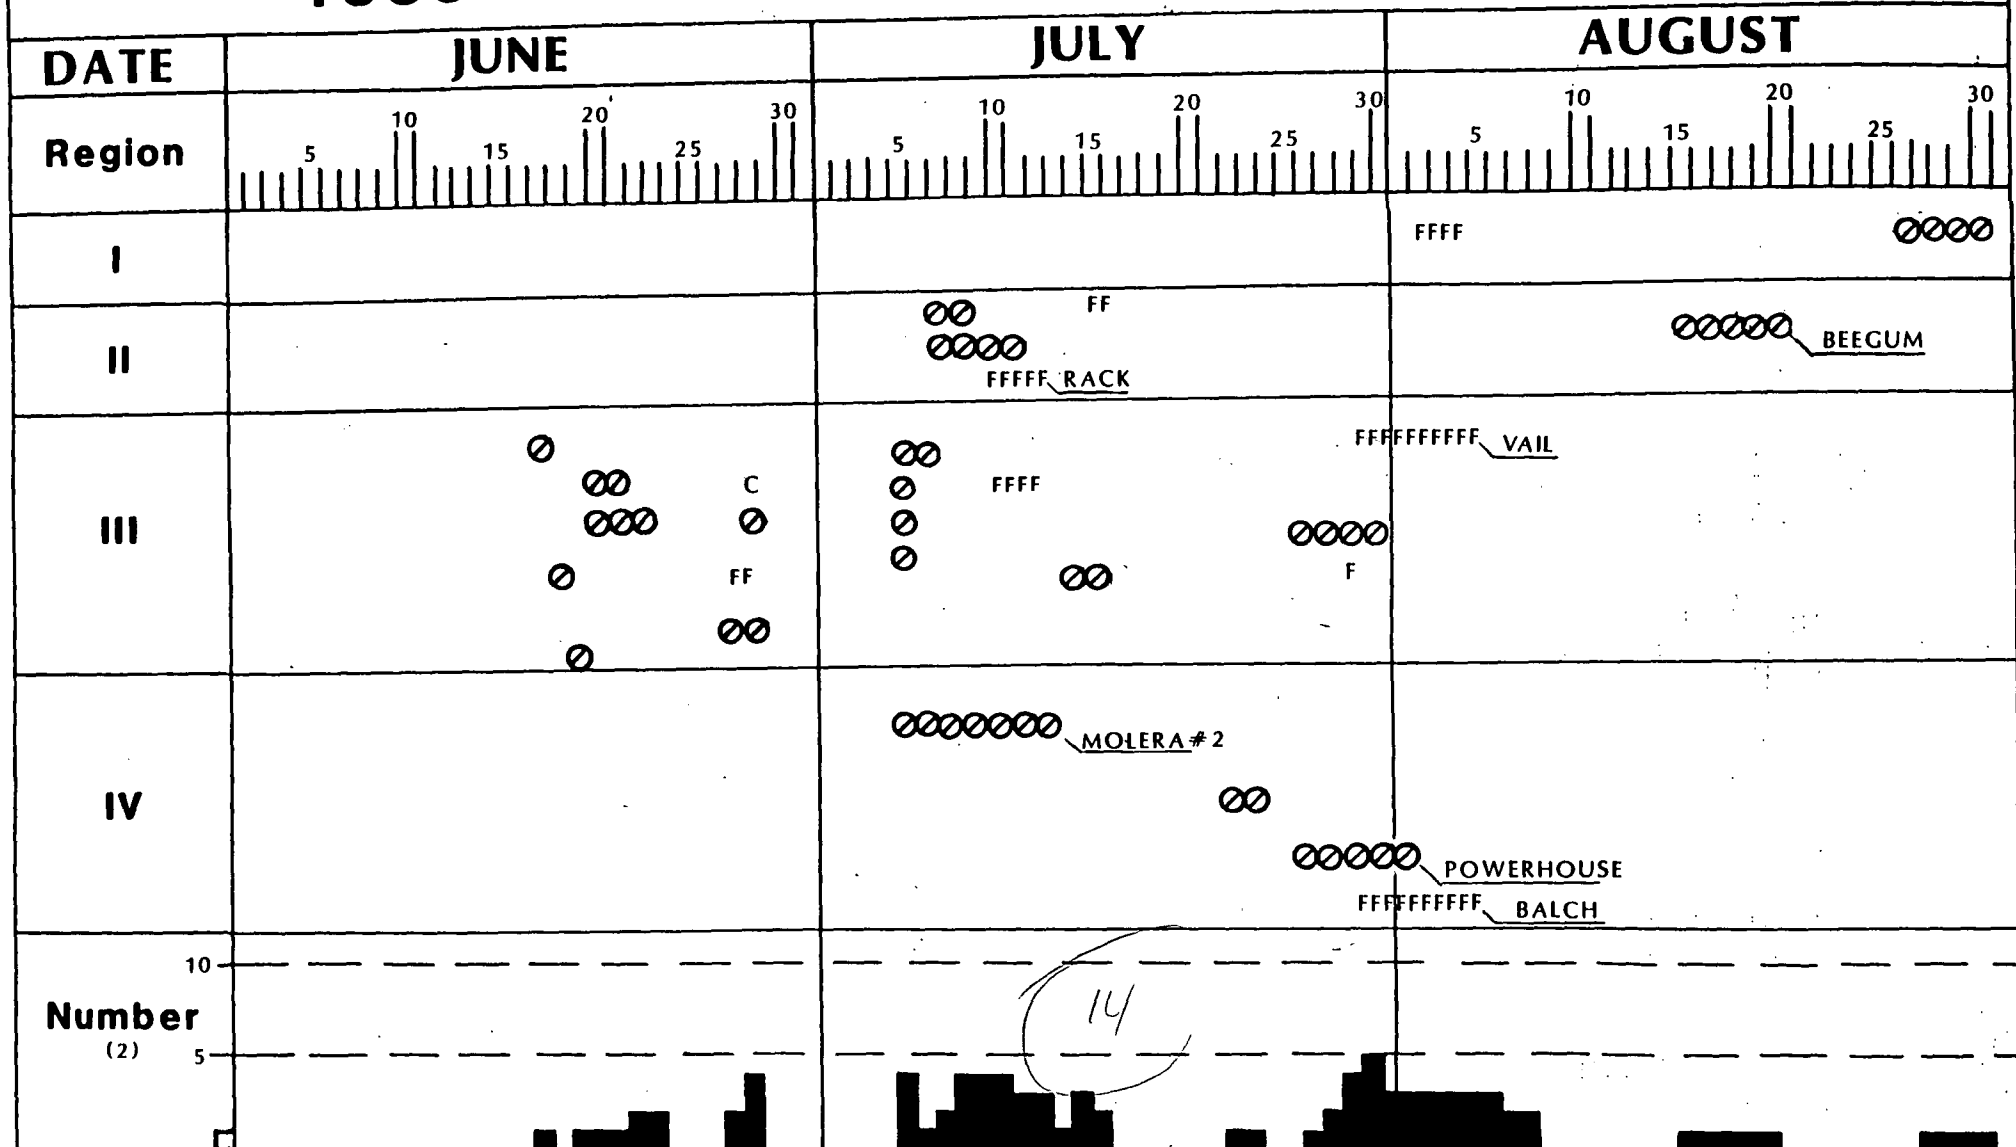 DATE JUNE JULY AUGUST
Region 5 10 15 20 25 30 5 10 15 20 25 30 5 10 15 20 25 30
I FFFF ⊘⊘⊘⊘
⊘⊘ FF
II ⊘⊘⊘⊘ ⊘⊘⊘⊘⊘ BEEGUM
FFFFF RACK
⊘ ⊘⊘ FFFFFFFFFF VAIL
⊘⊘ C ⊘ FFFF
III ⊘⊘⊘ ⊘ ⊘ ⊘⊘⊘⊘
⊘
⊘ FF ⊘⊘ F
⊘⊘
⊘
⊘⊘⊘⊘⊘⊘⊘ MOLERA #2
IV ⊘⊘
⊘⊘⊘⊘⊘ POWERHOUSE
FFFFFFFFFF BALCH
10
Number 14
(2) 5